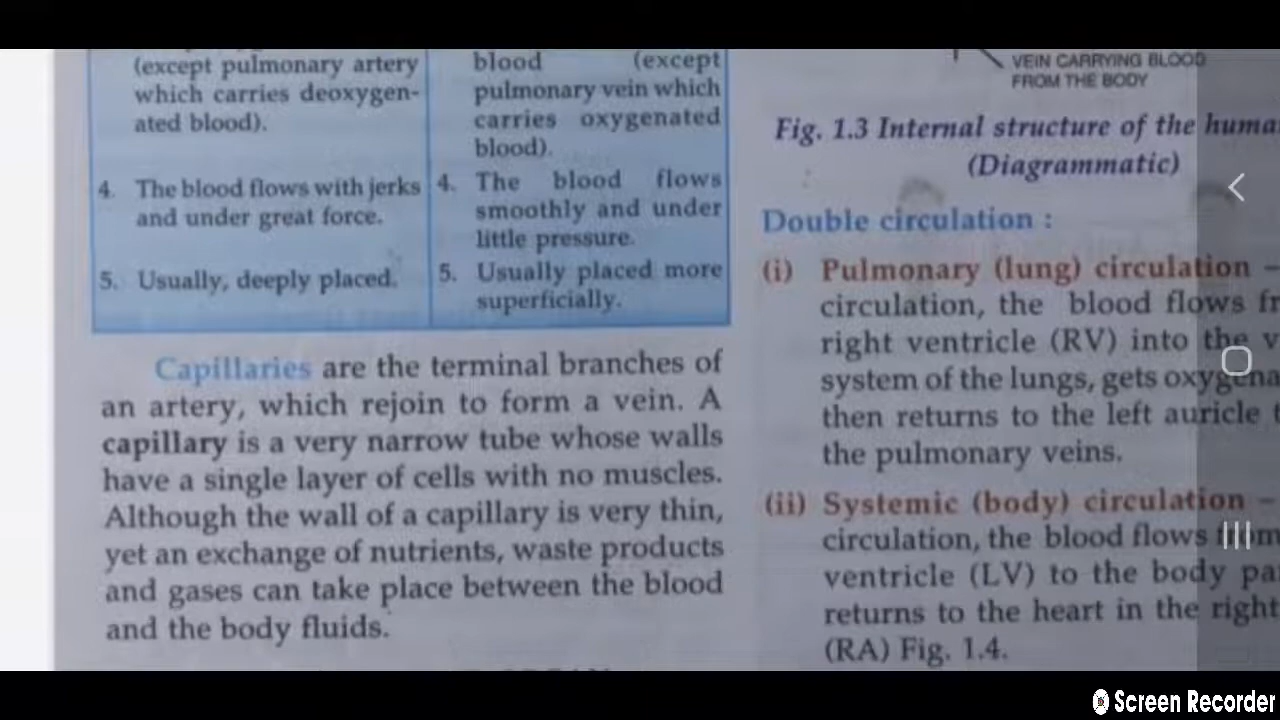 (except pulmonary artery
which carries deoxygen-
ated blood).
4. The blood flows with jerks
and under great force.
5. Usually, deeply placed.
blood (except
pulmonary vein which
carries oxygenated
blood).
4. The blood flows
smoothly and under
little pressure.
5. Usually placed more
superficially.
Capillaries are the terminal branches of
an artery, which rejoin to form a vein. A
capillary is a very narrow tube whose walls
have a single layer of cells with no muscles.
Although the wall of a capillary is very thin,
yet an exchange of nutrients, waste products
and gases can take place between the blood
and the body fluids.
VEIN CARRYING BLOOD
FROM THE BODY
Fig. 1.3 Internal structure of the huma
(Diagrammatic)
Double circulation :
(i) Pulmonary (lung) circulation –
circulation, the blood flows fr
right ventricle (RV) into the v
system of the lungs, gets oxygena
then returns to the left auricle t
the pulmonary veins.
(ii) Systemic (body) circulation –
circulation, the blood flows from
ventricle (LV) to the body pa
returns to the heart in the right
(RA) Fig. 1.4.
Screen Recorder